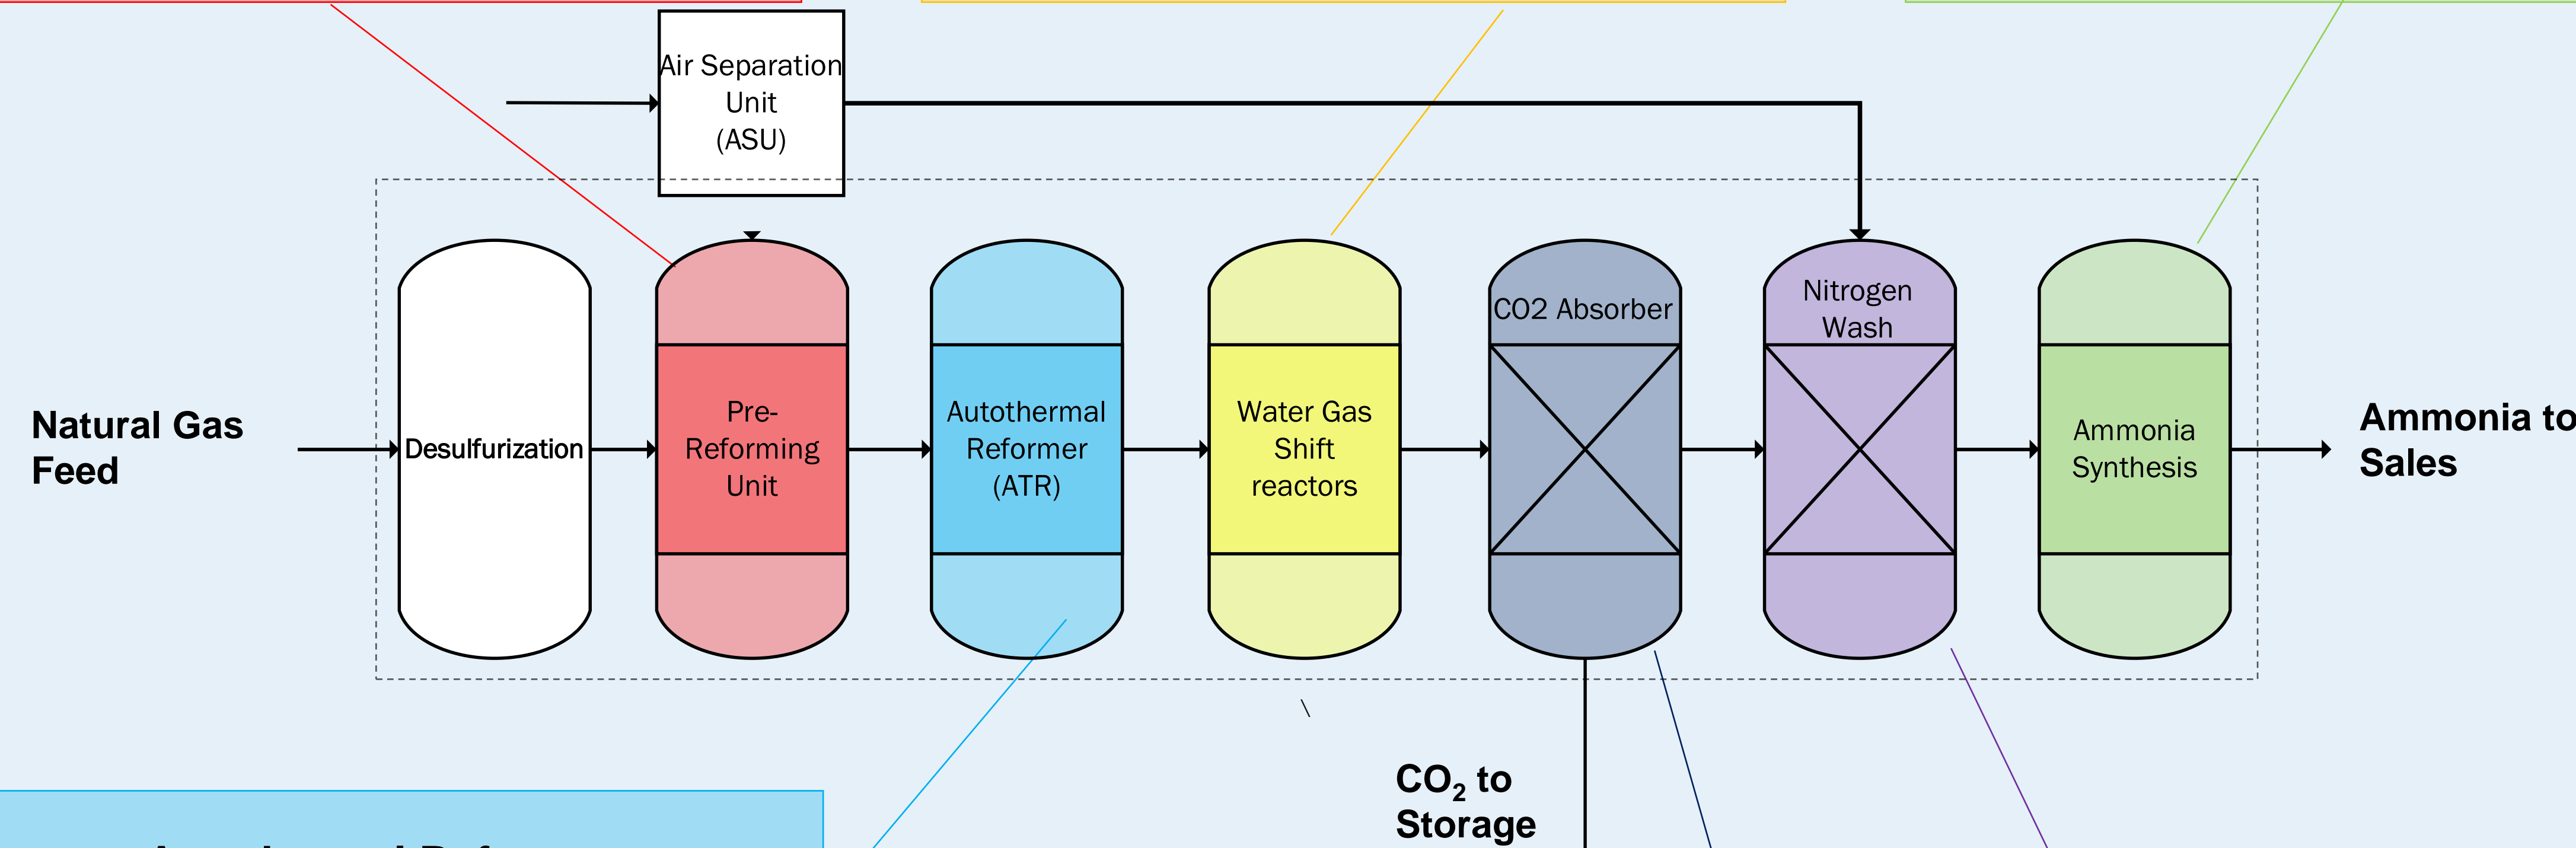 Air Separation
Unit
(ASU)
Natural Gas
Feed
Desulfurization
Pre-
Reforming
Unit
Autothermal
Reformer
(ATR)
Water Gas
Shift
reactors
CO2 Absorber
Nitrogen
Wash
Ammonia
Synthesis
Ammonia to
Sales
CO₂ to
Storage